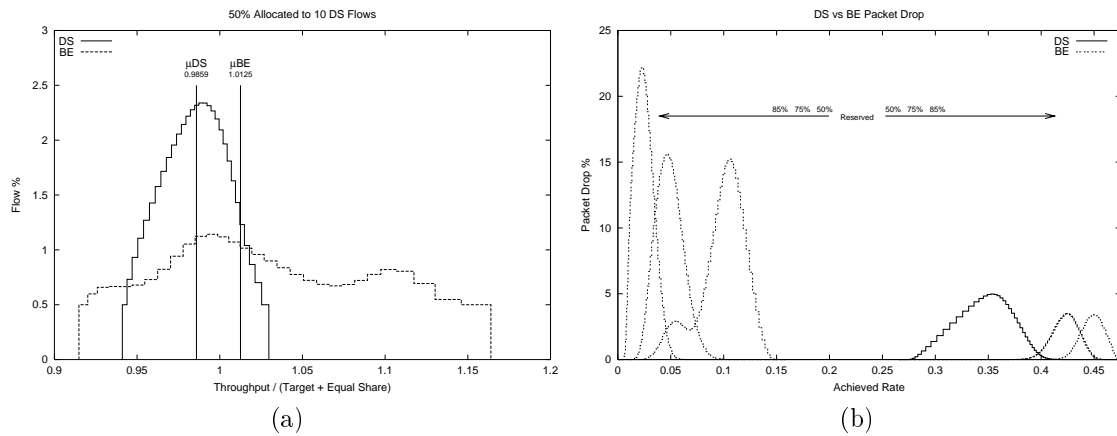 50% Allocated to 10 DS Flows
3
2.5
2
1.5
1
0.5
0
Flow %
DS
BE
μDS
0.9859
μBE
1.0125
0.9
0.95
1
1.05
1.1
1.15
1.2
Throughput / (Target + Equal Share)
(a)
DS vs BE Packet Drop
25
20
15
10
5
0
Packet Drop %
DS
BE
85% 75% 50%
Reserved
50% 75% 85%
0
0.05
0.1
0.15
0.2
0.25
0.3
0.35
0.4
0.45
Achieved Rate
(b)